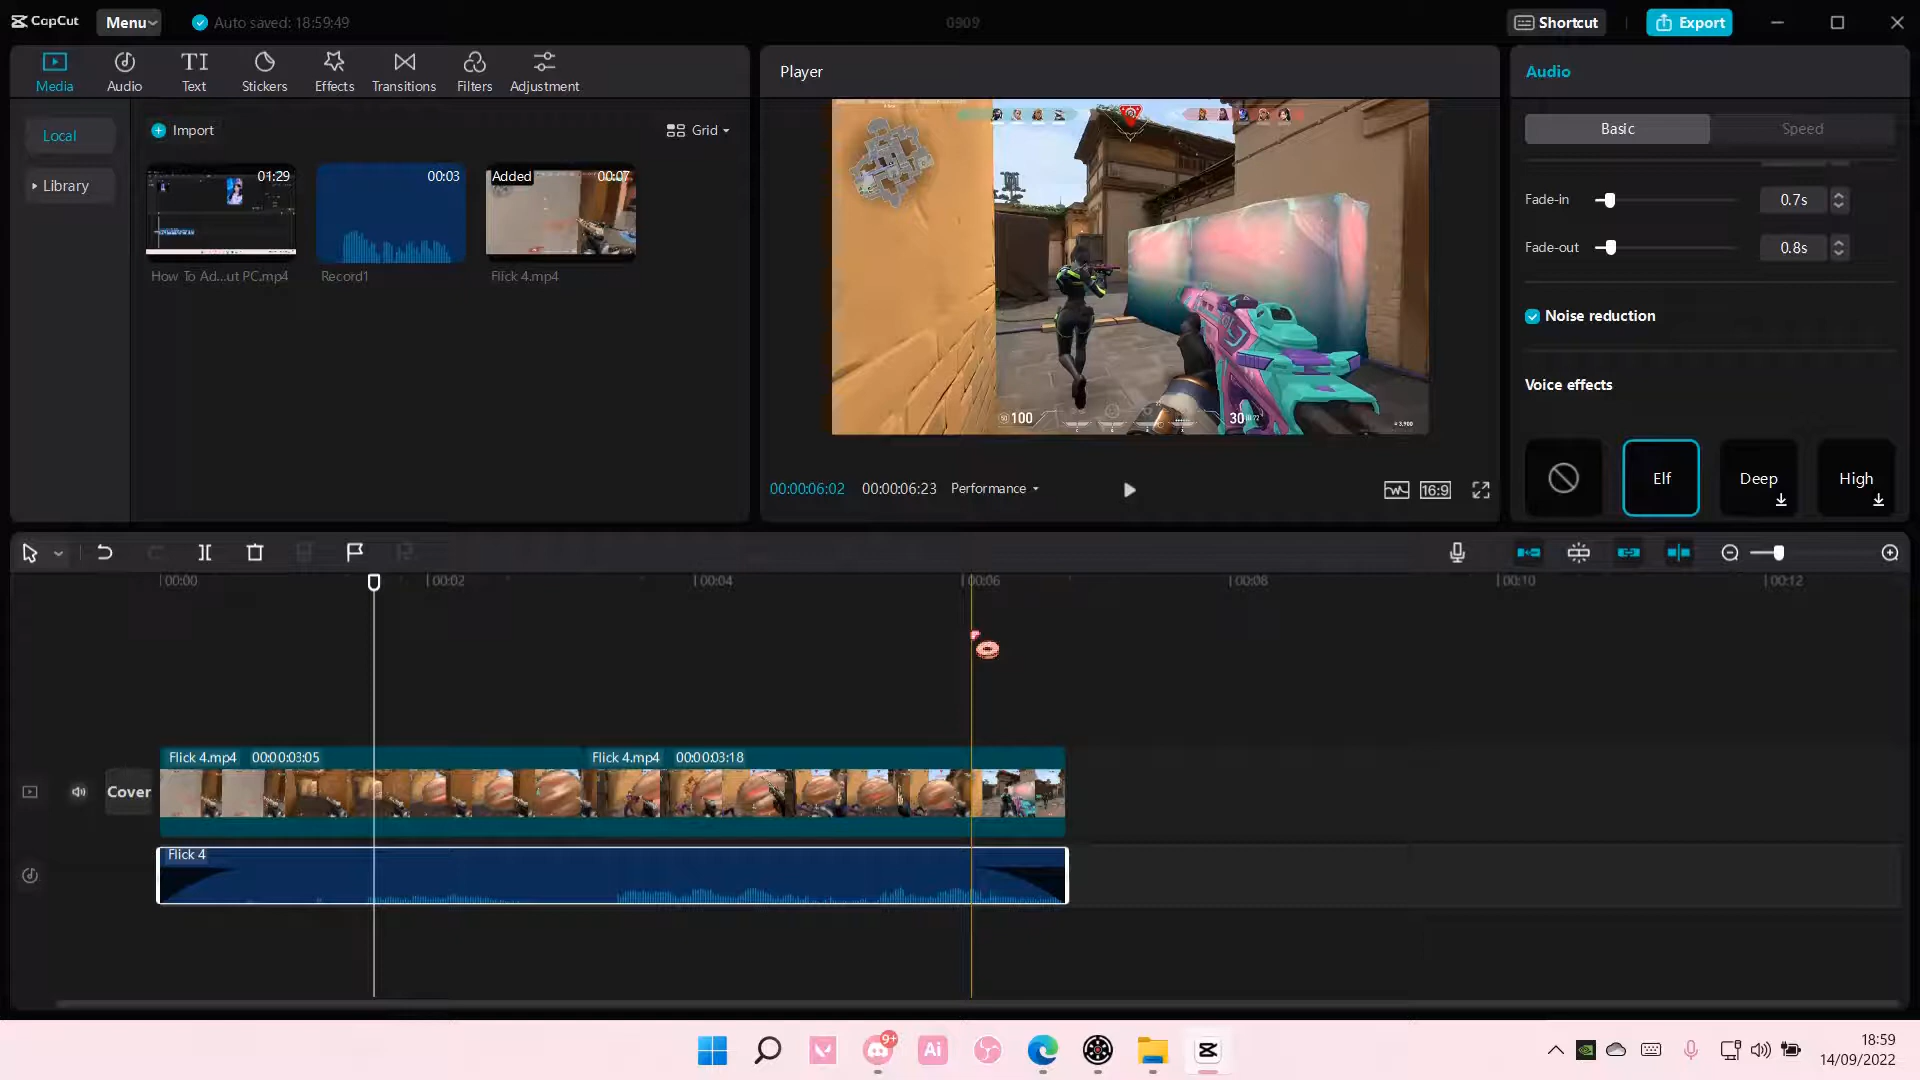 CapCut Menu Auto saved: 18:59:49 0909 Shortcut Export
Media Audio Text Stickers Effects Transitions Filters Adjustment
Player
Audio
Local
Library
Import
Grid
01:29
00:03
Added 00:07
How To Ad...ut PC.mp4
Record1
Flick 4.mp4
100
30
00:00:06:02 00:00:06:23 Performance
16:9
Basic Speed
Fade-in 0.7s
Fade-out 0.8s
Noise reduction
Voice effects
Elf Deep High
00:00 00:02 00:04 00:06 00:08 00:10 00:12
Flick 4.mp4 00:00:03:05 Flick 4.mp4 00:00:03:18
Cover
Flick 4
9+
Ai
18:59
14/09/2022